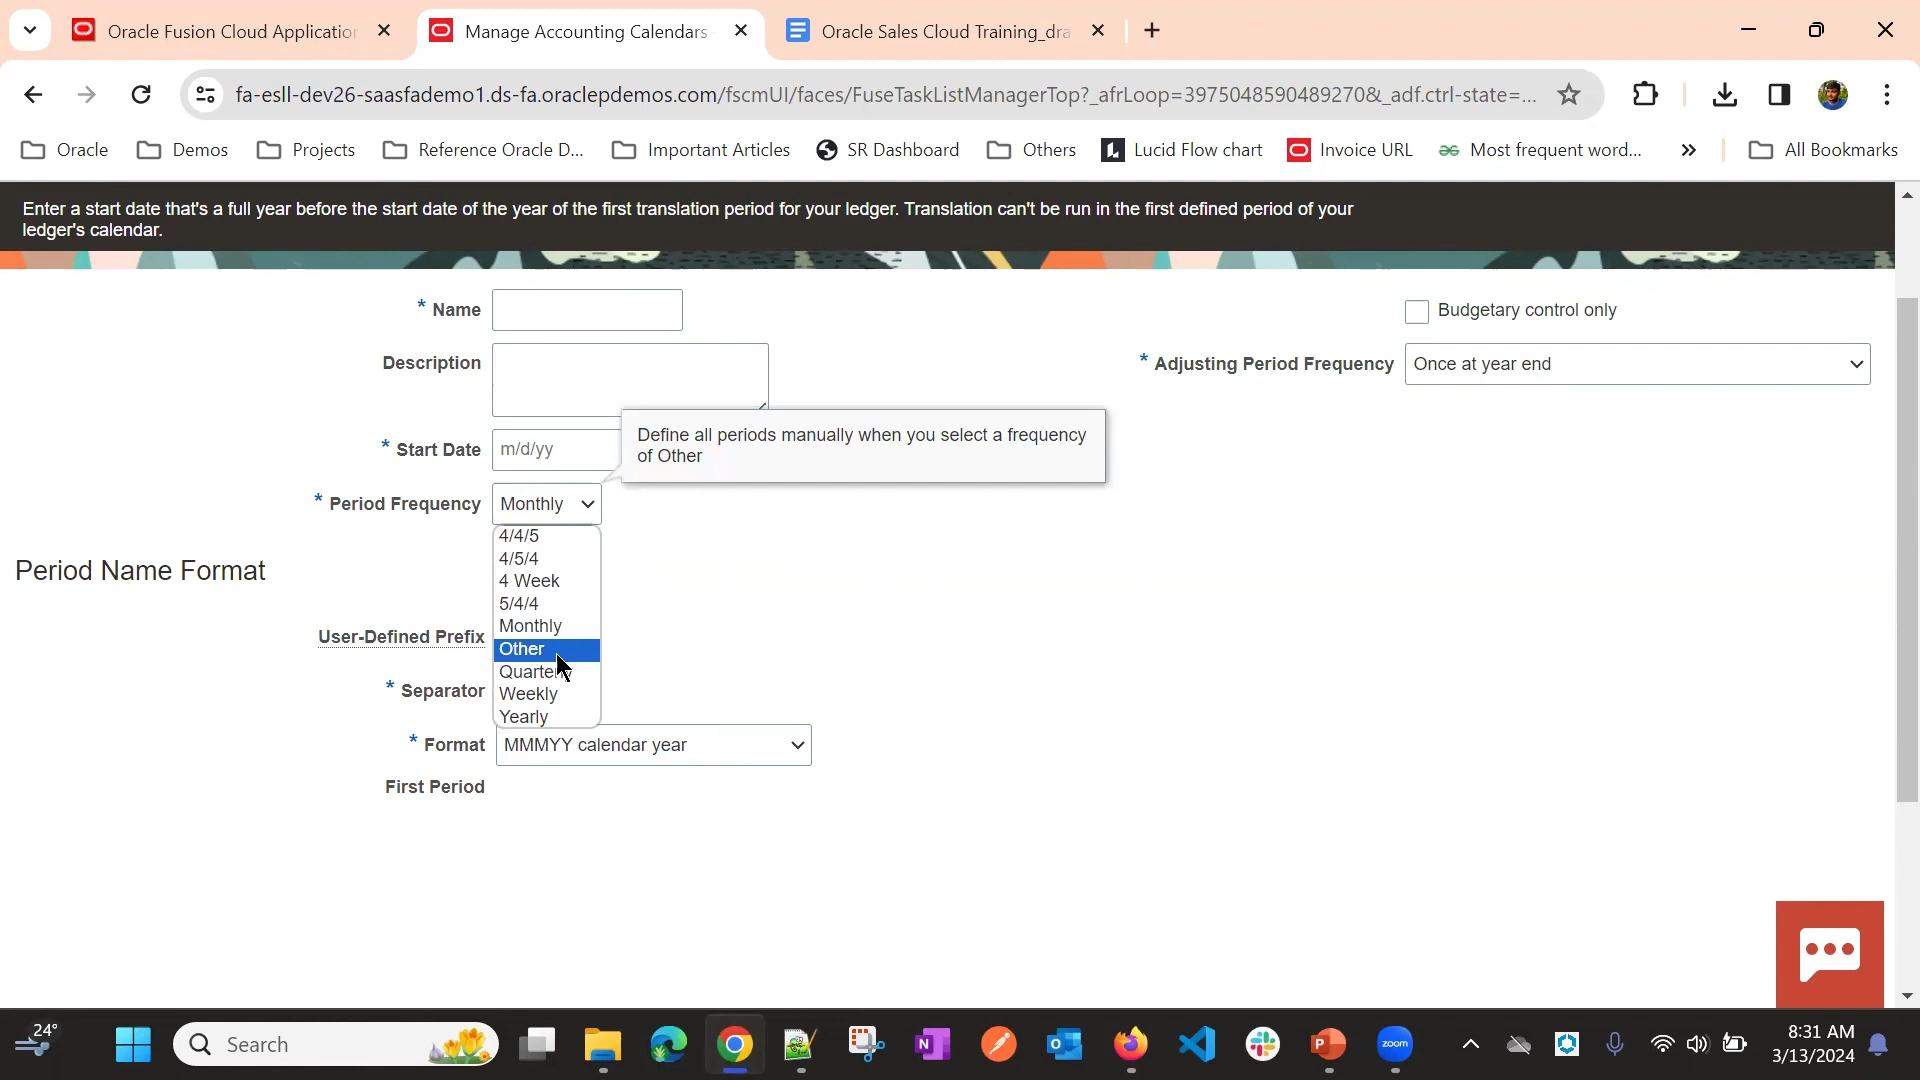 Oracle Fusion Cloud Application
Manage Accounting Calendars
Oracle Sales Cloud Training_dra
fa-esll-dev26-saasfademo1.ds-fa.oraclepdemos.com/fscmUI/faces/FuseTaskListManagerTop?_afrLoop=3975048590489270&_adf.ctrl-state=...
Oracle
Demos
Projects
Reference Oracle D...
Important Articles
SR Dashboard
Others
Lucid Flow chart
Invoice URL
Most frequent word...
All Bookmarks
Enter a start date that's a full year before the start date of the year of the first translation period for your ledger. Translation can't be run in the first defined period of your
ledger's calendar.
* Name
Budgetary control only
Description
* Adjusting Period Frequency Once at year end
Define all periods manually when you select a frequency
of Other
* Start Date m/d/yy
* Period Frequency Monthly
4/4/5
4/5/4
4 Week
5/4/4
Monthly
Other
Quarterly
Weekly
Yearly
Period Name Format
User-Defined Prefix
* Separator
* Format MMMYY calendar year
First Period
24°
Search
N
zoom
8:31 AM
3/13/2024